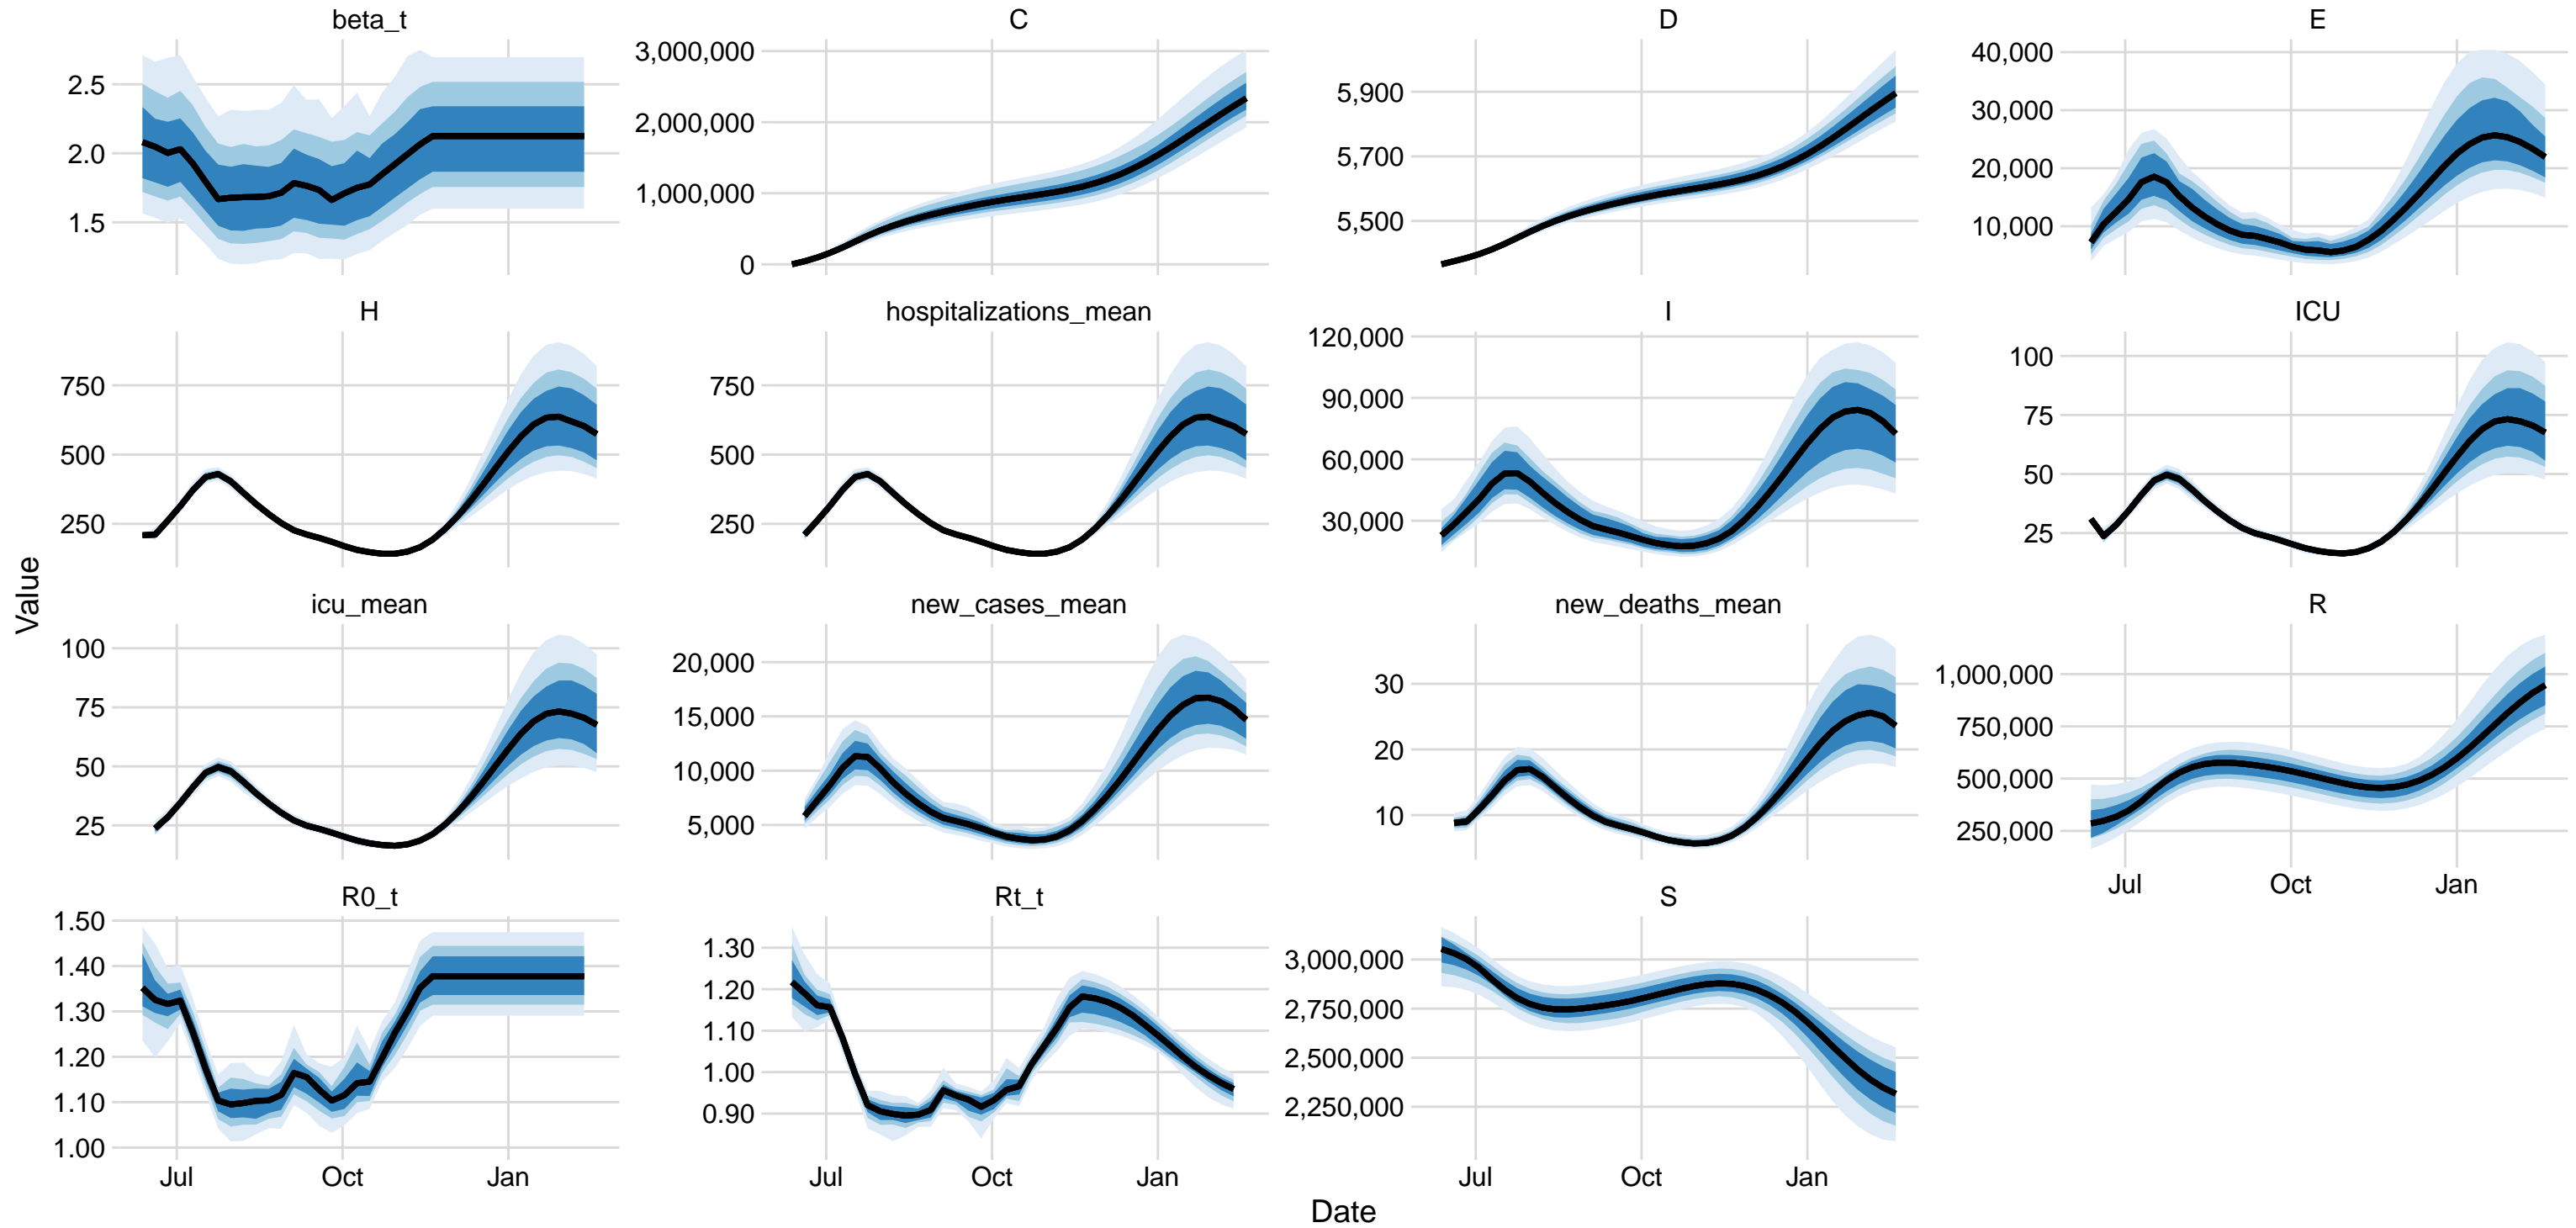 beta_t
C
D
E
2.5
2.0
1.5
3,000,000
2,000,000
1,000,000
0
5,900
5,700
5,500
40,000
30,000
20,000
10,000
H
hospitalizations_mean
I
ICU
750
500
250
750
500
250
120,000
90,000
60,000
30,000
100
75
50
25
Value
icu_mean
new_cases_mean
new_deaths_mean
R
100
75
50
25
20,000
15,000
10,000
5,000
30
20
10
1,000,000
750,000
500,000
250,000
Jul Oct Jan
R0_t
Rt_t
S
1.50
1.40
1.30
1.20
1.10
1.00
1.30
1.20
1.10
1.00
0.90
3,000,000
2,750,000
2,500,000
2,250,000
Jul Oct Jan
Jul Oct Jan
Jul Oct Jan
Date